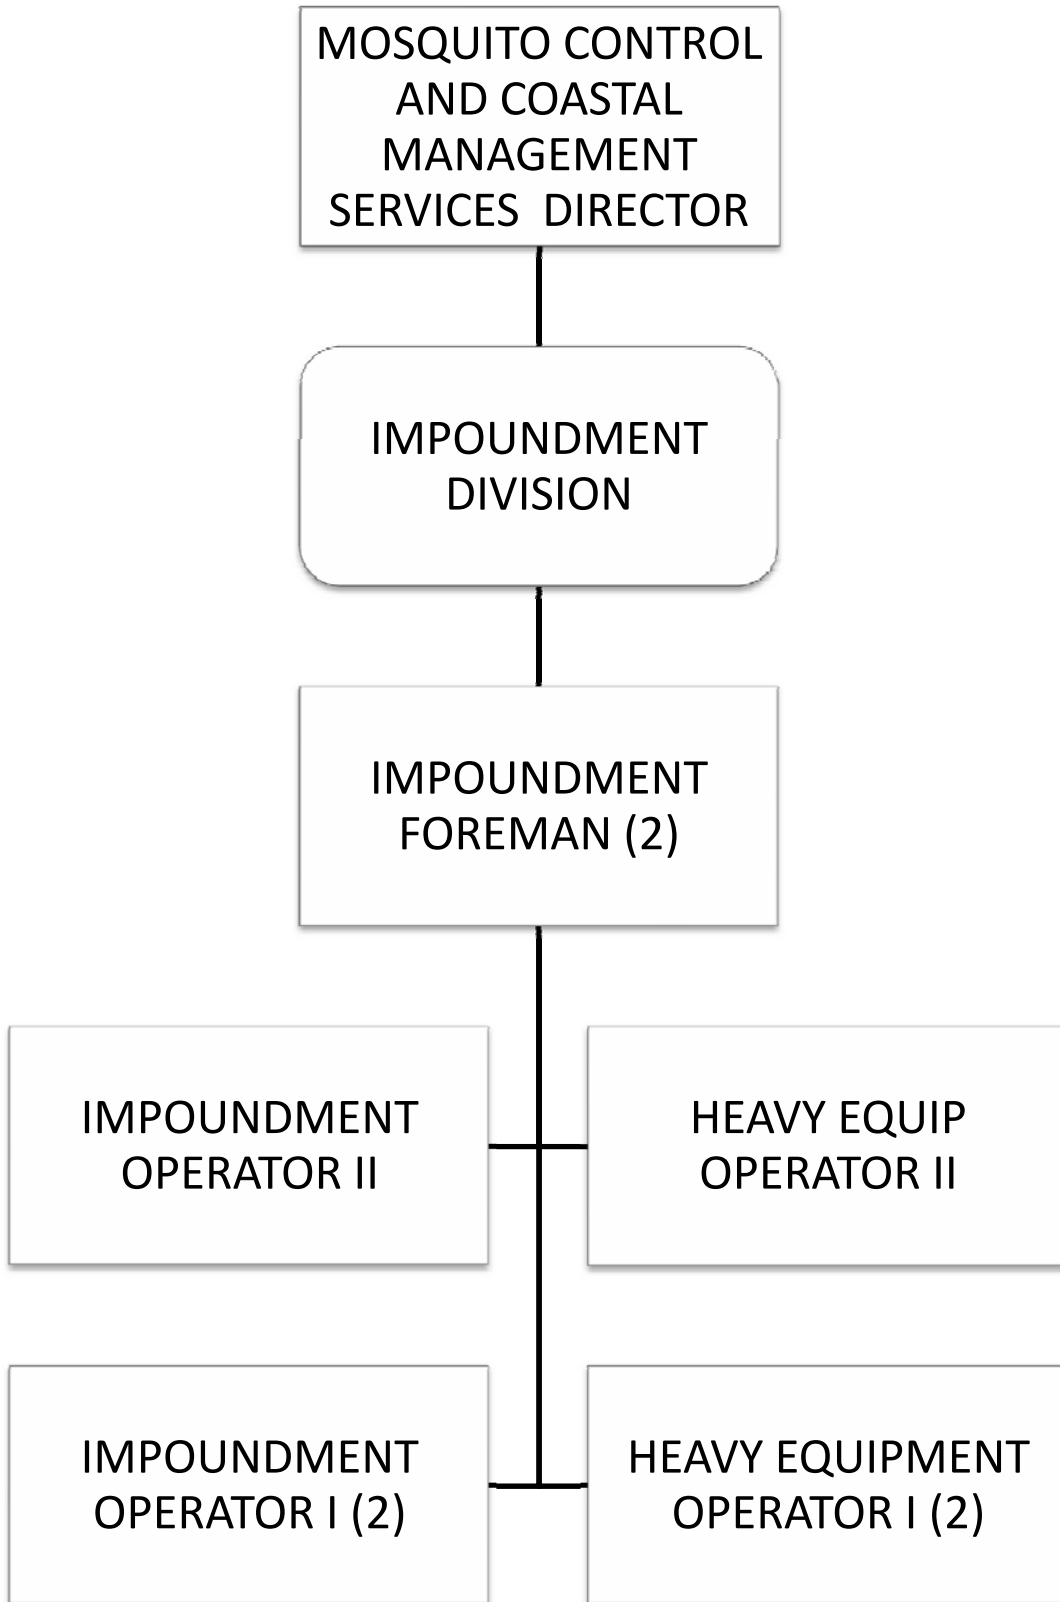 MOSQUITO CONTROL
AND COASTAL
MANAGEMENT
SERVICES  DIRECTOR
IMPOUNDMENT
DIVISION
IMPOUNDMENT
FOREMAN (2)
IMPOUNDMENT
OPERATOR II
HEAVY EQUIP
OPERATOR II
IMPOUNDMENT
OPERATOR I (2)
HEAVY EQUIPMENT
OPERATOR I (2)